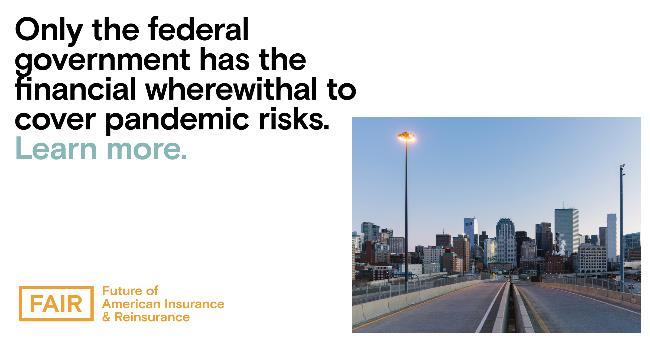 Only the federal
government has the
financial wherewithal to
cover pandemic risks.
Learn more.
FAIR
Future of
American Insurance
& Reinsurance